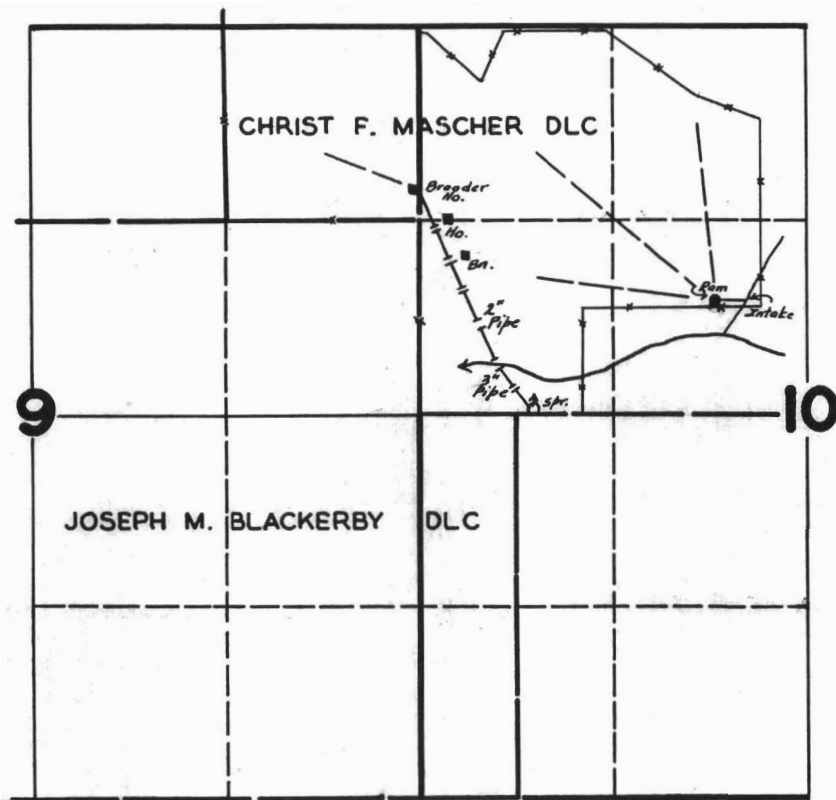 CHRIST F. MASCHER DLC
Brooder
Ho.
Ho.
Bn.
Ram
Intake
2"
Pipe
3"
Pipe
Spr.
9
10
JOSEPH M. BLACKERBY DLC